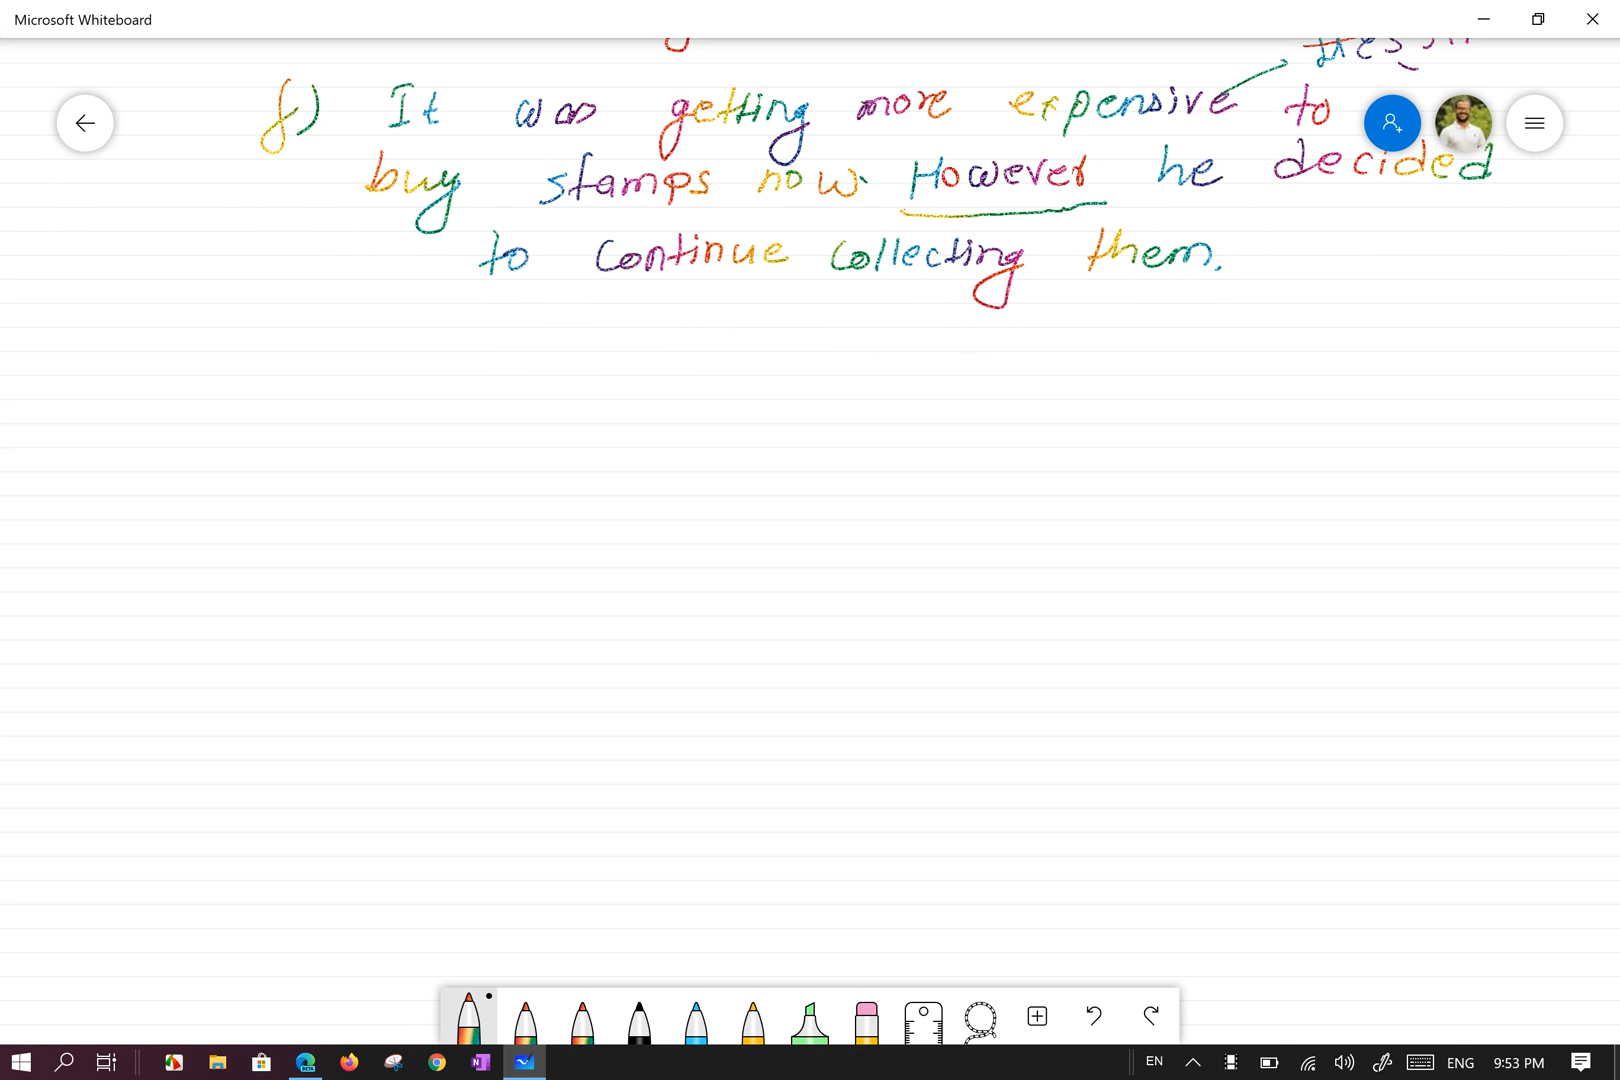 Microsoft Whiteboard
f) It was getting more expensive to
buy stamps now. However he decided
to continue collecting them.
BETA
N
EN
ENG
9:53 PM